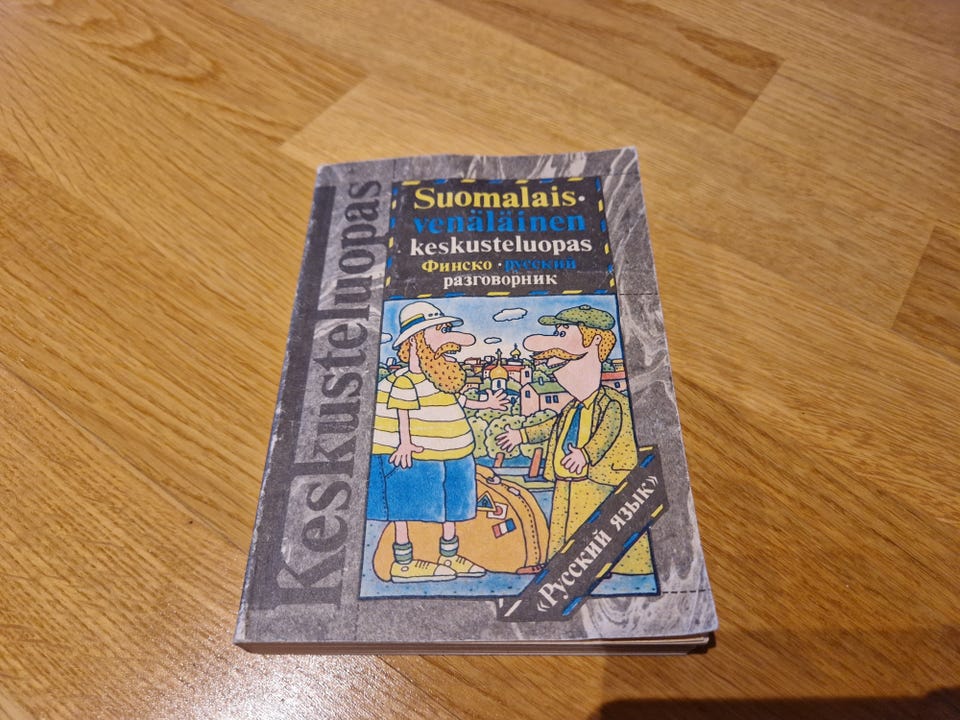 Keskusteluopas
Suomalais-
venäläinen
keskusteluopas
Финско-русский
разговорник
«Русский язык»